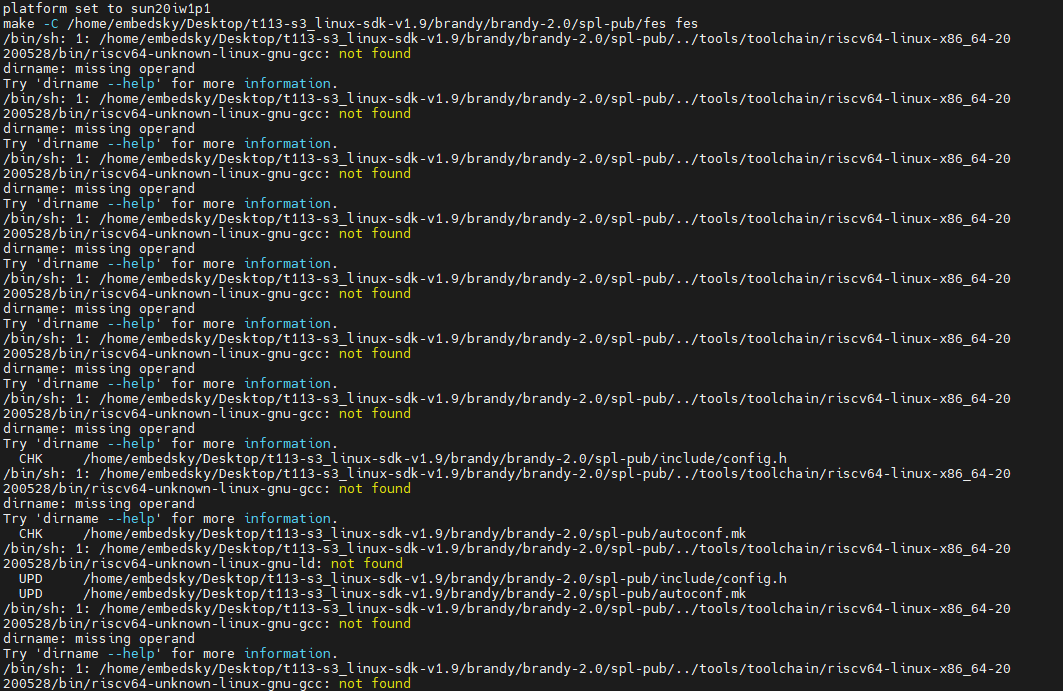 platform set to sun20iw1p1
make -C /home/embedsky/Desktop/t113-s3_linux-sdk-v1.9/brandy/brandy-2.0/spl-pub/fes fes
/bin/sh: 1: /home/embedsky/Desktop/t113-s3_linux-sdk-v1.9/brandy/brandy-2.0/spl-pub/../tools/toolchain/riscv64-linux-x86_64-20
200528/bin/riscv64-unknown-linux-gnu-gcc: not found
dirname: missing operand
Try 'dirname --help' for more information.
/bin/sh: 1: /home/embedsky/Desktop/t113-s3_linux-sdk-v1.9/brandy/brandy-2.0/spl-pub/../tools/toolchain/riscv64-linux-x86_64-20
200528/bin/riscv64-unknown-linux-gnu-gcc: not found
dirname: missing operand
Try 'dirname --help' for more information.
/bin/sh: 1: /home/embedsky/Desktop/t113-s3_linux-sdk-v1.9/brandy/brandy-2.0/spl-pub/../tools/toolchain/riscv64-linux-x86_64-20
200528/bin/riscv64-unknown-linux-gnu-gcc: not found
dirname: missing operand
Try 'dirname --help' for more information.
/bin/sh: 1: /home/embedsky/Desktop/t113-s3_linux-sdk-v1.9/brandy/brandy-2.0/spl-pub/../tools/toolchain/riscv64-linux-x86_64-20
200528/bin/riscv64-unknown-linux-gnu-gcc: not found
dirname: missing operand
Try 'dirname --help' for more information.
/bin/sh: 1: /home/embedsky/Desktop/t113-s3_linux-sdk-v1.9/brandy/brandy-2.0/spl-pub/../tools/toolchain/riscv64-linux-x86_64-20
200528/bin/riscv64-unknown-linux-gnu-gcc: not found
dirname: missing operand
Try 'dirname --help' for more information.
/bin/sh: 1: /home/embedsky/Desktop/t113-s3_linux-sdk-v1.9/brandy/brandy-2.0/spl-pub/../tools/toolchain/riscv64-linux-x86_64-20
200528/bin/riscv64-unknown-linux-gnu-gcc: not found
dirname: missing operand
Try 'dirname --help' for more information.
/bin/sh: 1: /home/embedsky/Desktop/t113-s3_linux-sdk-v1.9/brandy/brandy-2.0/spl-pub/../tools/toolchain/riscv64-linux-x86_64-20
200528/bin/riscv64-unknown-linux-gnu-gcc: not found
dirname: missing operand
Try 'dirname --help' for more information.
  CHK     /home/embedsky/Desktop/t113-s3_linux-sdk-v1.9/brandy/brandy-2.0/spl-pub/include/config.h
/bin/sh: 1: /home/embedsky/Desktop/t113-s3_linux-sdk-v1.9/brandy/brandy-2.0/spl-pub/../tools/toolchain/riscv64-linux-x86_64-20
200528/bin/riscv64-unknown-linux-gnu-gcc: not found
dirname: missing operand
Try 'dirname --help' for more information.
  CHK     /home/embedsky/Desktop/t113-s3_linux-sdk-v1.9/brandy/brandy-2.0/spl-pub/autoconf.mk
/bin/sh: 1: /home/embedsky/Desktop/t113-s3_linux-sdk-v1.9/brandy/brandy-2.0/spl-pub/../tools/toolchain/riscv64-linux-x86_64-20
200528/bin/riscv64-unknown-linux-gnu-ld: not found
  UPD     /home/embedsky/Desktop/t113-s3_linux-sdk-v1.9/brandy/brandy-2.0/spl-pub/include/config.h
  UPD     /home/embedsky/Desktop/t113-s3_linux-sdk-v1.9/brandy/brandy-2.0/spl-pub/autoconf.mk
/bin/sh: 1: /home/embedsky/Desktop/t113-s3_linux-sdk-v1.9/brandy/brandy-2.0/spl-pub/../tools/toolchain/riscv64-linux-x86_64-20
200528/bin/riscv64-unknown-linux-gnu-gcc: not found
dirname: missing operand
Try 'dirname --help' for more information.
/bin/sh: 1: /home/embedsky/Desktop/t113-s3_linux-sdk-v1.9/brandy/brandy-2.0/spl-pub/../tools/toolchain/riscv64-linux-x86_64-20
200528/bin/riscv64-unknown-linux-gnu-gcc: not found